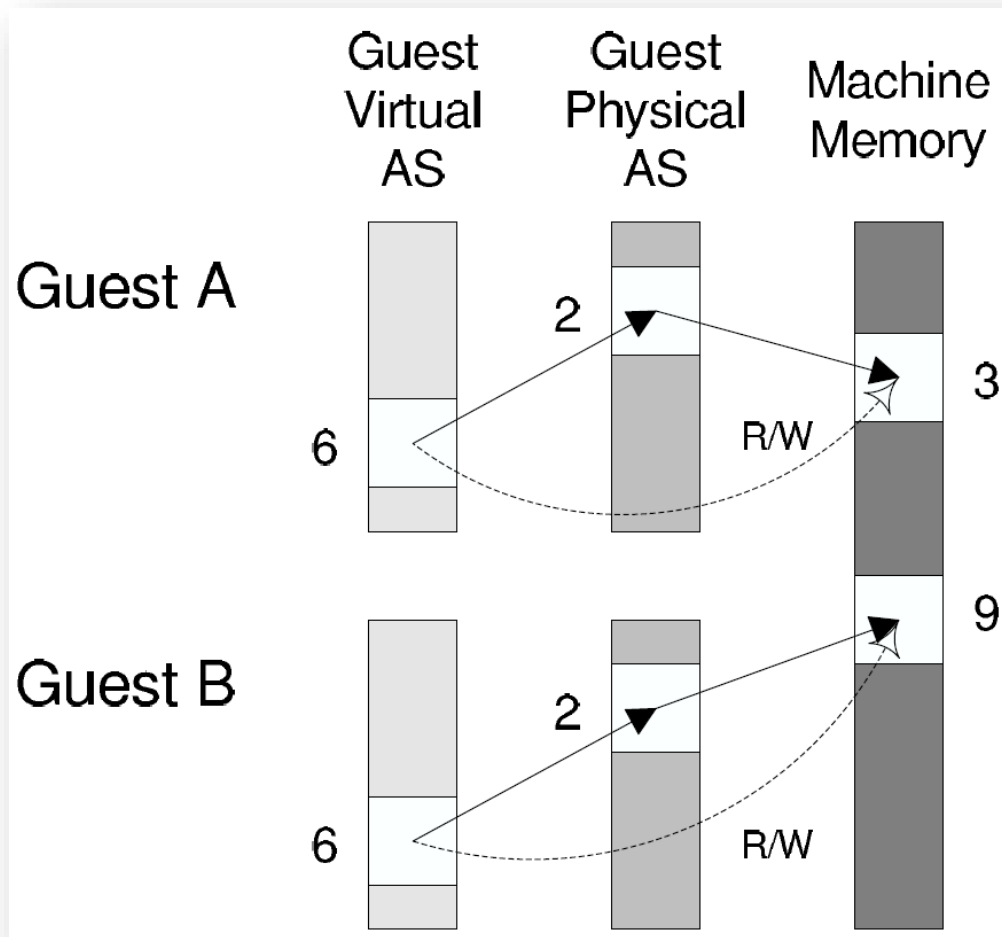 Guest
Virtual
AS
Guest
Physical
AS
Machine
Memory
Guest A
2
3
6
R/W
9
Guest B
2
6
R/W